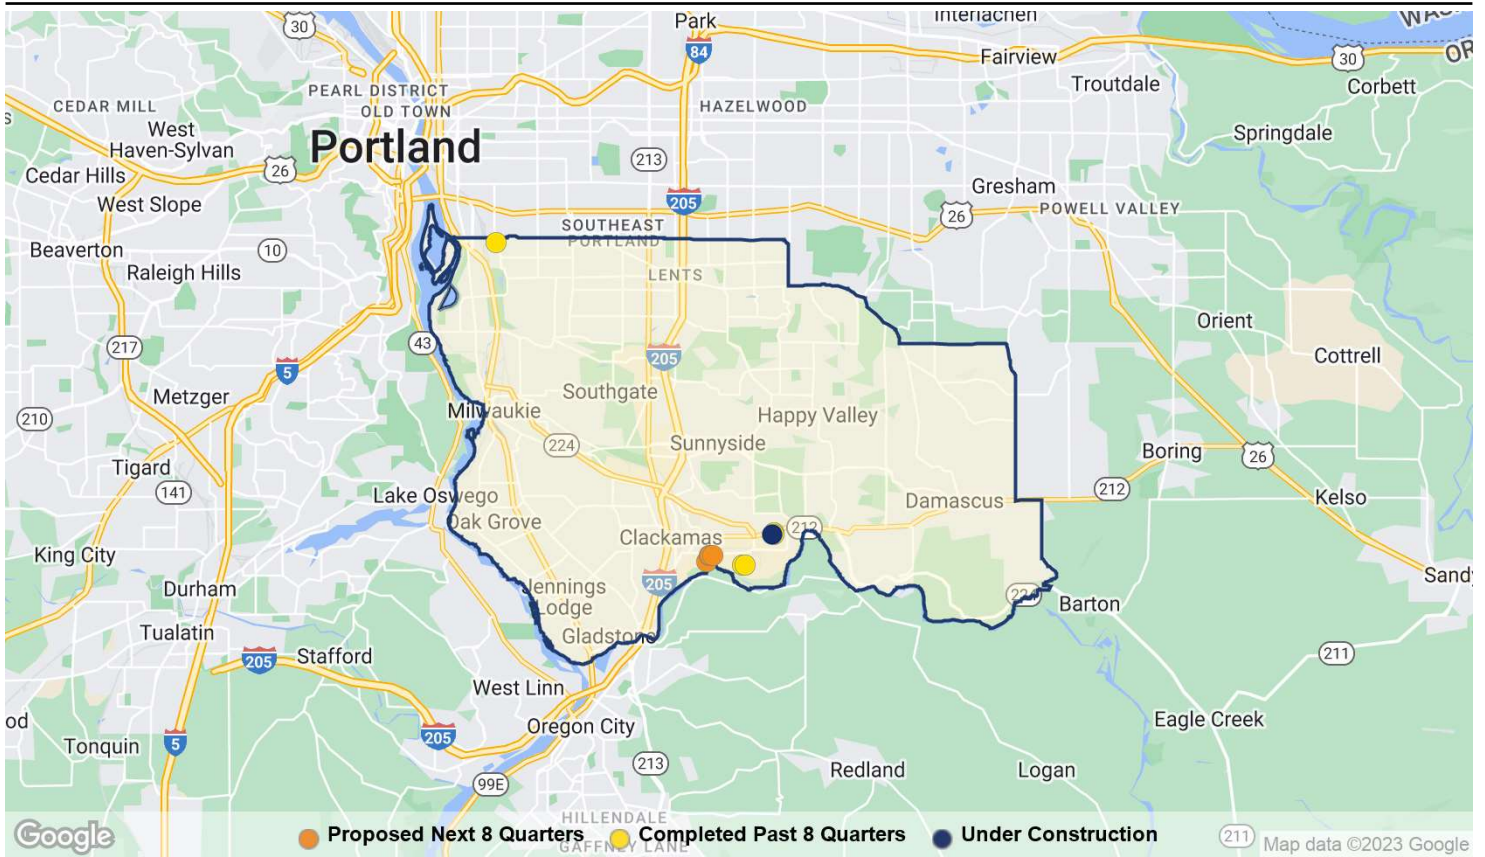 Park
Interlachen
30
84
Fairview
30
Troutdale
Corbett
CEDAR MILL
PEARL DISTRICT
OLD TOWN
HAZELWOOD
West
Haven-Sylvan
Portland
Springdale
213
26
Cedar Hills
Gresham
West Slope
205
26
POWELL VALLEY
SOUTHEAST
PORTLAND
Beaverton
10
Raleigh Hills
LENTS
Orient
217
43
205
Cottrell
5
Metzger
Southgate
210
Milwaukie
Happy Valley
224
Sunnyside
Boring
26
Tigard
141
212
Lake Oswego
Damascus
Kelso
Oak Grove
212
Clackamas
King City
Durham
Jennings
Lodge
205
224
Barton
Sandy
Tualatin
Gladstone
Stafford
205
211
West Linn
od
Tonquin
5
205
Oregon City
Eagle Creek
99E
213
Redland
Logan
HILLENDALE
GAFFNEY LANE
Google
Proposed Next 8 Quarters
Completed Past 8 Quarters
Under Construction
211
Map data ©2023 Google